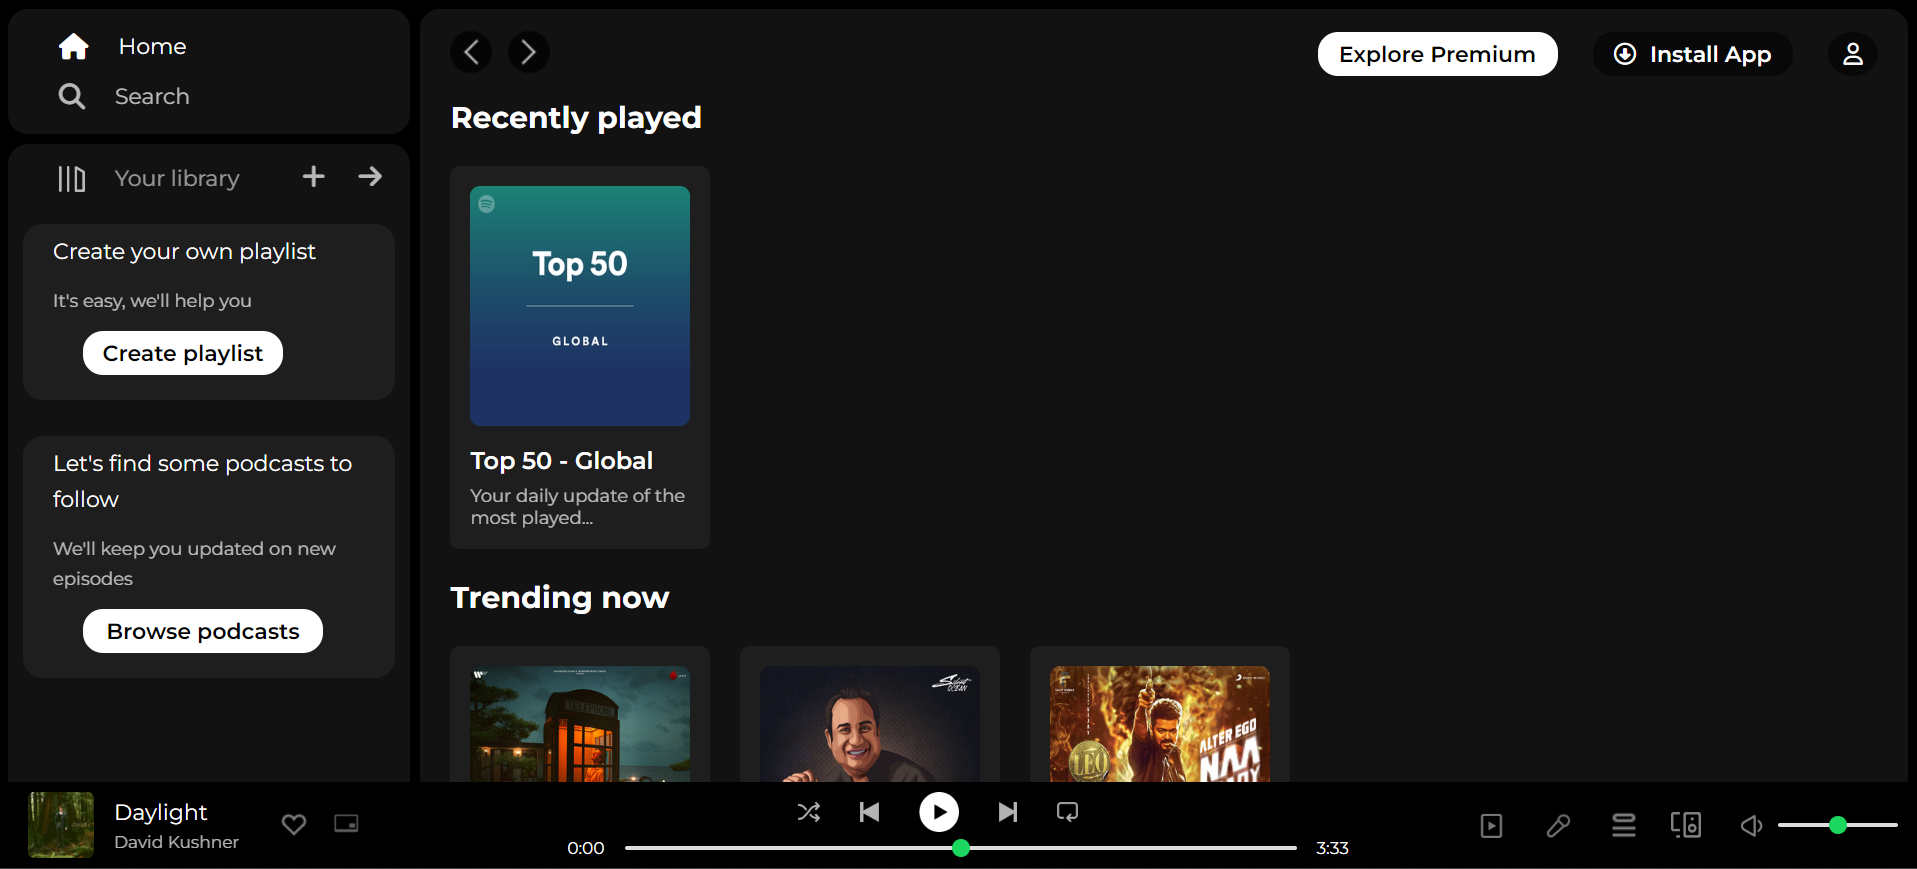 Home
Search
Your library
Create your own playlist
It's easy, we'll help you
Create playlist
Let's find some podcasts to
follow
We'll keep you updated on new
episodes
Browse podcasts
Explore Premium
Install App
Recently played
Top 50
GLOBAL
Top 50 - Global
Your daily update of the
most played...
Trending now
TELEPHONE
LEO
ALTER EGO
NAA
Daylight
David Kushner
0:00
3:33